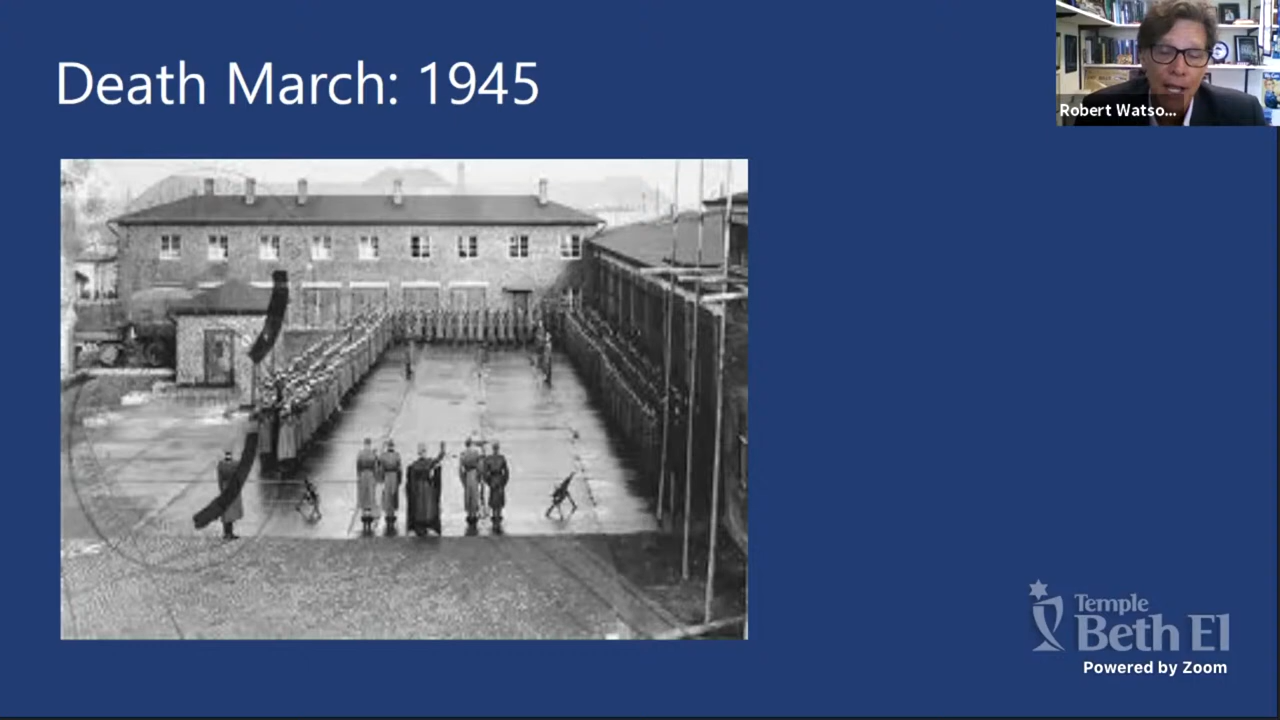 Death March: 1945
Robert Watso...
Temple
Beth El
Powered by Zoom